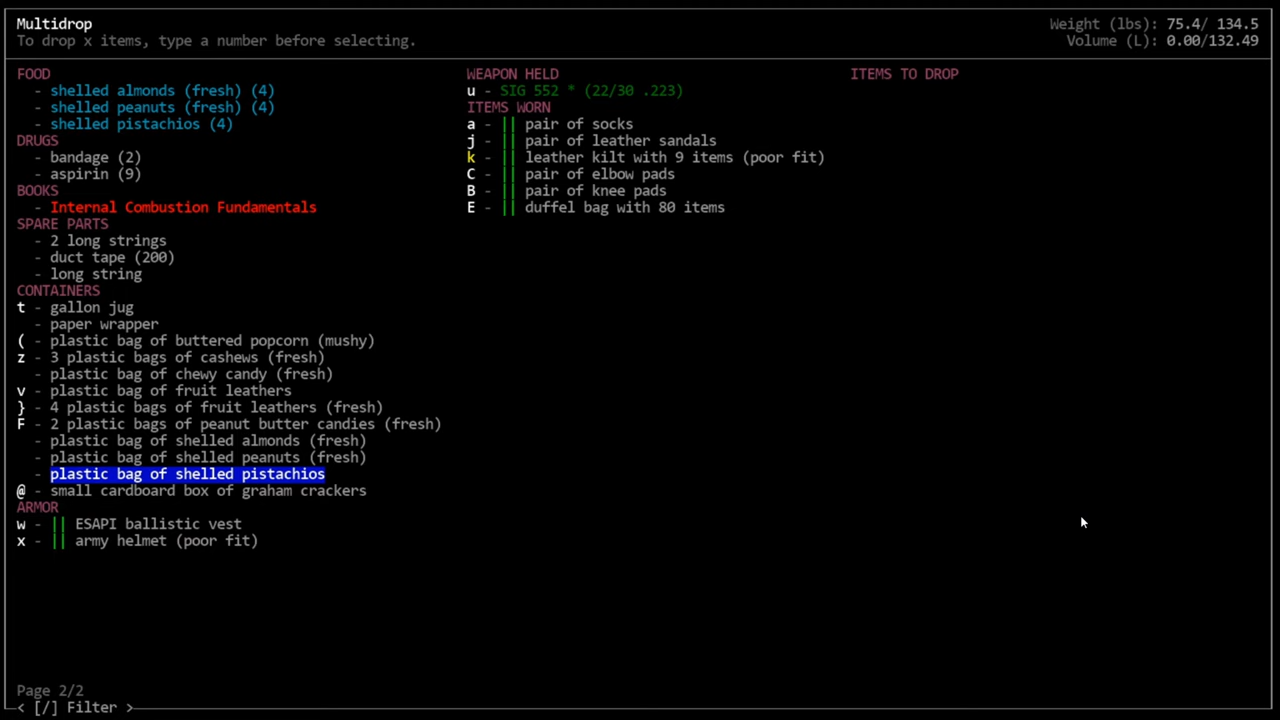 Multidrop
Weight (lbs): 75.4/ 134.5
To drop x items, type a number before selecting.
Volume (L): 0.00/132.49
FOOD
- shelled almonds (fresh) (4)
- shelled peanuts (fresh) (4)
- shelled pistachios (4)
DRUGS
- bandage (2)
- aspirin (9)
BOOKS
- Internal Combustion Fundamentals
SPARE PARTS
- 2 long strings
- duct tape (200)
- long string
CONTAINERS
t - gallon jug
- paper wrapper
( - plastic bag of buttered popcorn (mushy)
z - 3 plastic bags of cashews (fresh)
- plastic bag of chewy candy (fresh)
v - plastic bag of fruit leathers
} - 4 plastic bags of fruit leathers (fresh)
F - 2 plastic bags of peanut butter candies (fresh)
- plastic bag of shelled almonds (fresh)
- plastic bag of shelled peanuts (fresh)
- plastic bag of shelled pistachios
@ - small cardboard box of graham crackers
ARMOR
w - || ESAPI ballistic vest
x - || army helmet (poor fit)
WEAPON HELD
u - SIG 552 * (22/30 .223)
ITEMS WORN
a - || pair of socks
j - || pair of leather sandals
k - || leather kilt with 9 items (poor fit)
C - || pair of elbow pads
B - || pair of knee pads
E - || duffel bag with 80 items
ITEMS TO DROP
Page 2/2
< [/] Filter >